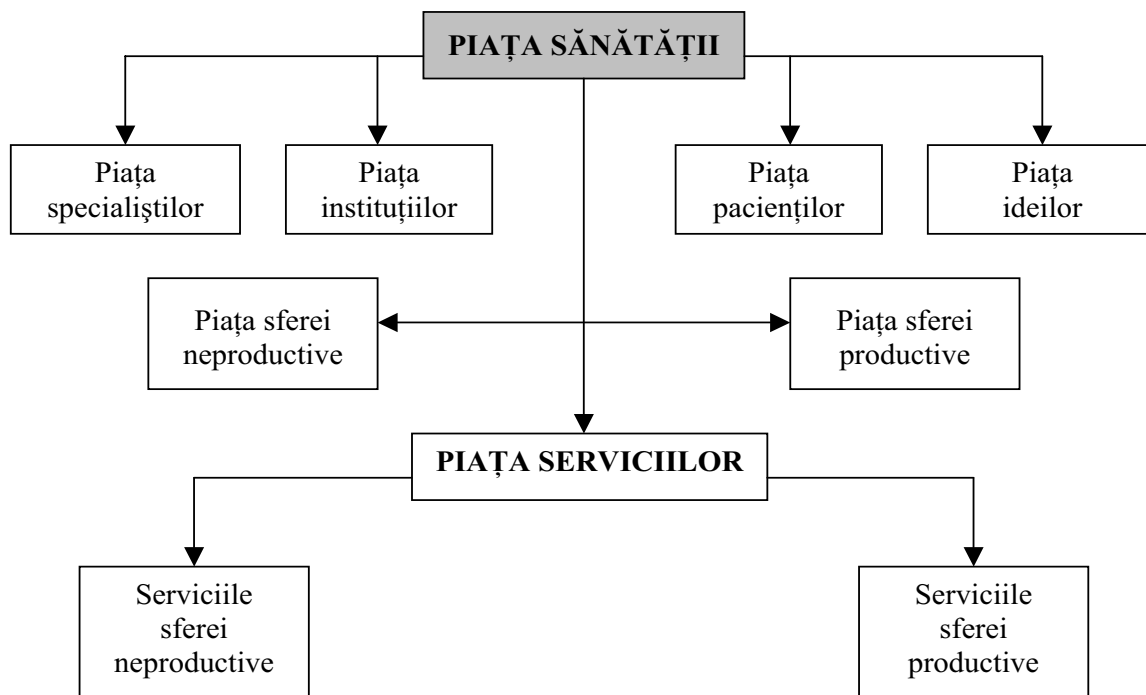 PIAȚA SĂNĂTĂȚII
Piața
specialiştilor
Piața
instituțiilor
Piața
pacienților
Piața
ideilor
Piața sferei
neproductive
Piața sferei
productive
PIAȚA SERVICIILOR
Serviciile
sferei
neproductive
Serviciile
sferei
productive